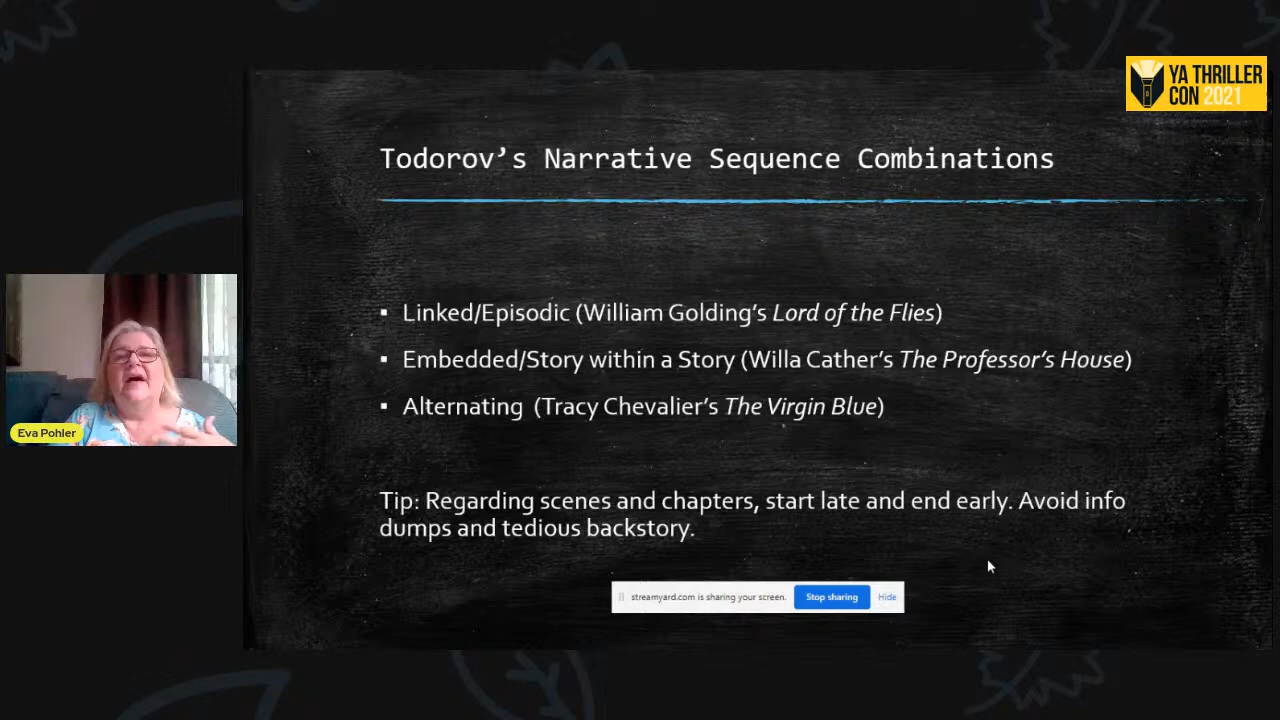 YA THRILLER
CON 2021
Todorov’s Narrative Sequence Combinations
▪ Linked/Episodic (William Golding’s Lord of the Flies)
▪ Embedded/Story within a Story (Willa Cather’s The Professor’s House)
▪ Alternating (Tracy Chevalier’s The Virgin Blue)
Eva Pohler
Tip: Regarding scenes and chapters, start late and end early. Avoid info
dumps and tedious backstory.
streamyard.com is sharing your screen. Stop sharing Hide